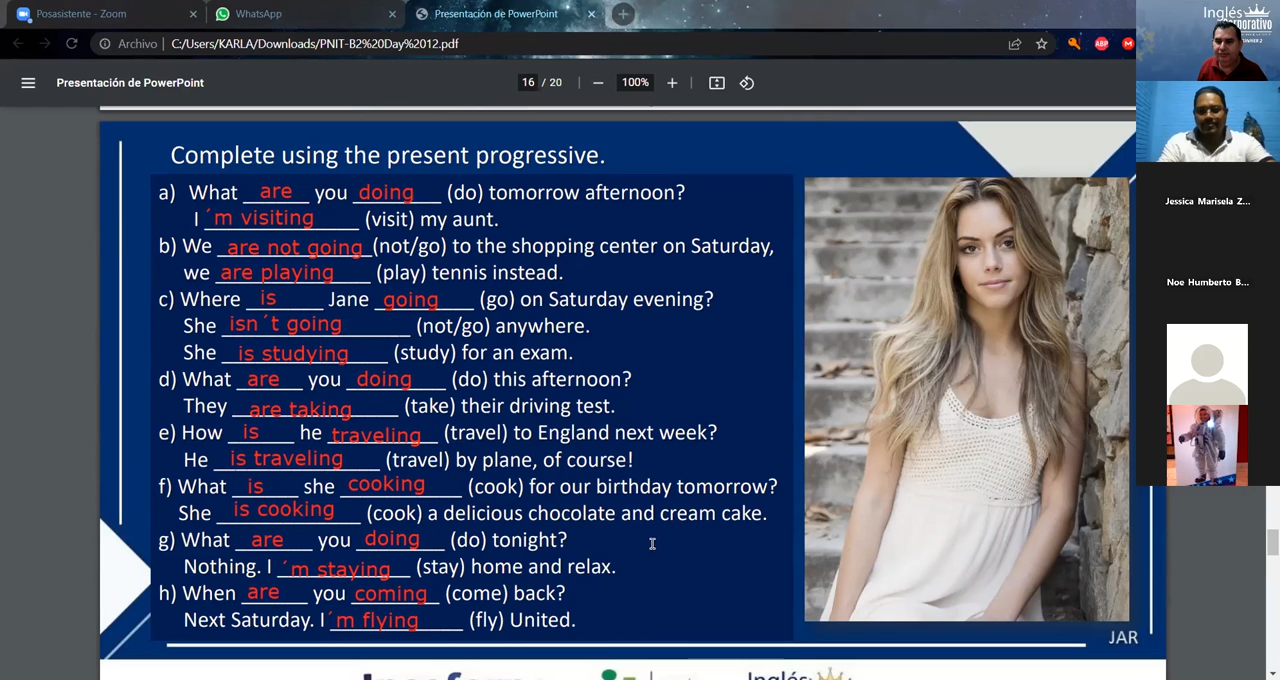 Posasistente - Zoom
WhatsApp
Presentación de PowerPoint
Archivo
C:/Users/KARLA/Downloads/PNIT-B2%20Day%2012.pdf
ABP
M
Presentación de PowerPoint
16 / 20
100%
Complete using the present progressive.
a) What are you doing (do) tomorrow afternoon?
I ´m visiting (visit) my aunt.
b) We are not going (not/go) to the shopping center on Saturday,
we are playing (play) tennis instead.
c) Where is Jane going (go) on Saturday evening?
She isn´t going (not/go) anywhere.
She is studying (study) for an exam.
d) What are you doing (do) this afternoon?
They are taking (take) their driving test.
e) How is he traveling (travel) to England next week?
He is traveling (travel) by plane, of course!
f) What is she cooking (cook) for our birthday tomorrow?
She is cooking (cook) a delicious chocolate and cream cake.
g) What are you doing (do) tonight?
Nothing. I ´m staying (stay) home and relax.
h) When are you coming (come) back?
Next Saturday. I ´m flying (fly) United.
JAR
Inglés
Inglés
Jessica Marisela Z...
Noe Humberto B...